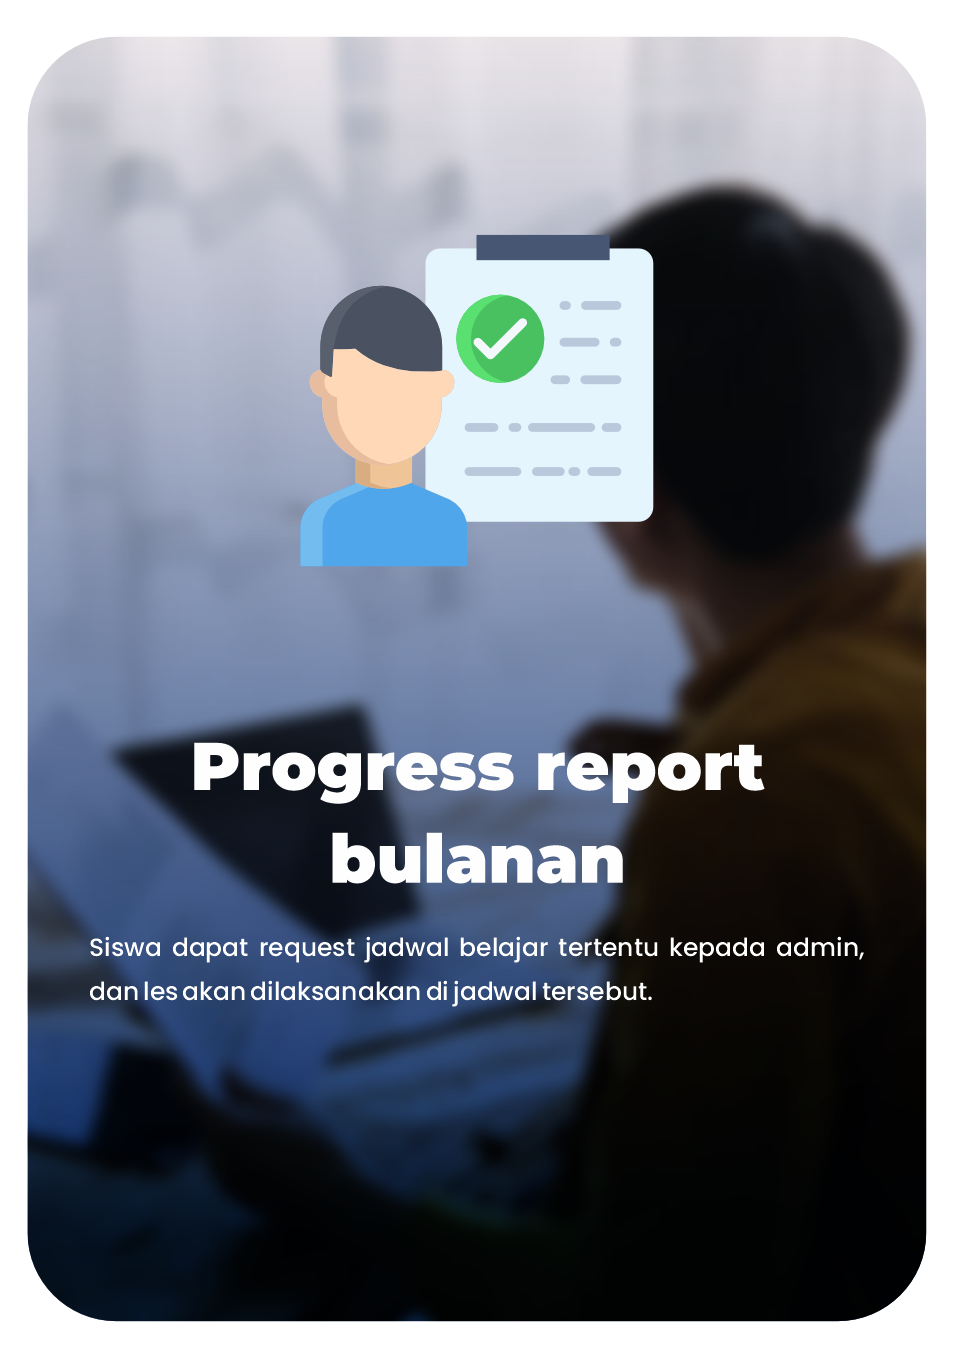 Progress report
bulanan
Siswa dapat request jadwal belajar tertentu kepada admin,
dan les akan dilaksanakan di jadwal tersebut.